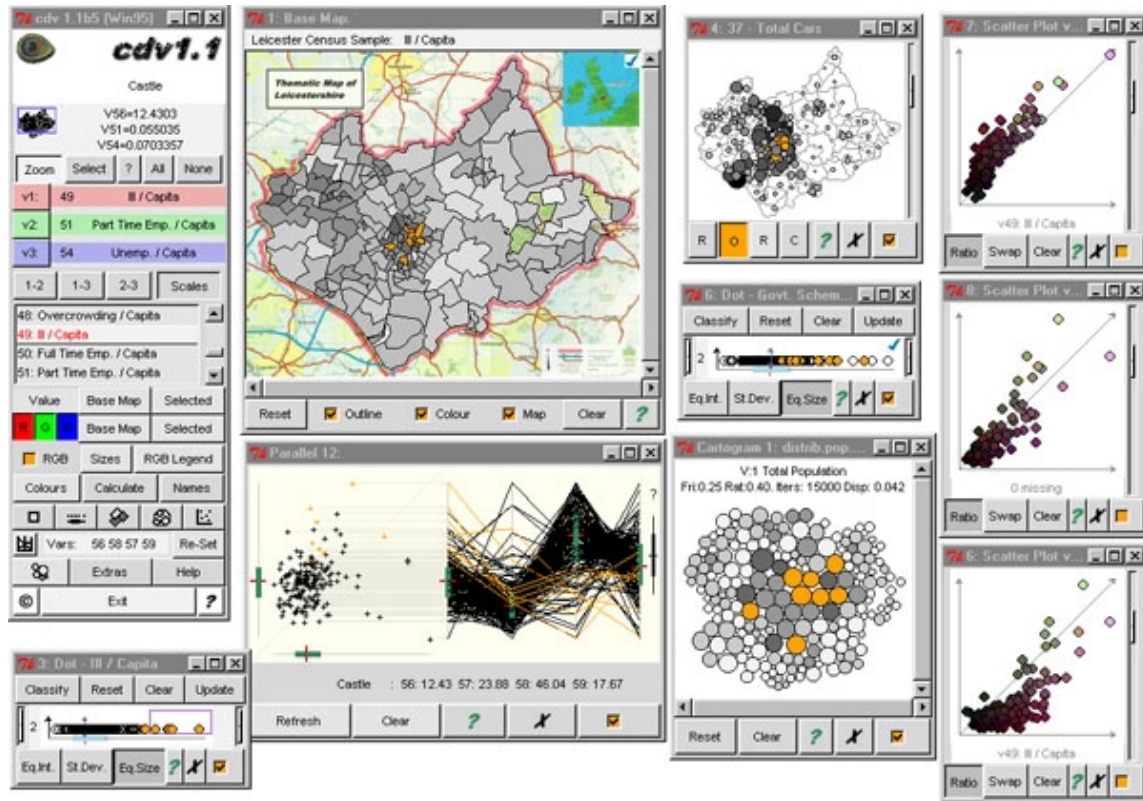 cdv 1.1b5 (Win95)
cdv1.1
Castle
V56=12.4303
V51=0.055035
V54=0.0703357
Zoom Select ? All None
v1: 49 Ill / Capita
v2: 51 Part Time Emp. / Capita
v3: 54 Unemp. / Capita
1-2 1-3 2-3 Scales
48: Overcrowding / Capita
49: Ill / Capita
50: Full Time Emp. / Capita
51: Part Time Emp. / Capita
Value Base Map Selected
R G B Base Map Selected
RGB Sizes RGB Legend
Colours Calculate Names
Vars: 56 58 57 59 Re-Set
Extras Help
© Exit ?
3: Dot - Ill / Capita
Classify Reset Clear Update
2
Eq.Int. St.Dev. Eq.Size ? X
1: Base Map.
Leicester Census Sample: Ill / Capita
Thematic Map of
Leicestershire
Reset Outline Colour Map Clear ?
Parallel 12:
?
Castle : 56: 12.43 57: 23.88 58: 46.04 59: 17.67
Refresh Clear ? X
4: 37 - Total Cars
R O R C ? X
6: Dot - Govt. Schem...
Classify Reset Clear Update
2
Eq.Int. St.Dev. Eq.Size ? X
Cartogram 1: distrib.pop....
V:1 Total Population
Fri:0.25 Rat:0.40. Iters: 15000 Disp: 0.042
Reset Clear ? X
7: Scatter Plot v...
v49: Ill / Capita
Ratio Swap Clear ? X
8: Scatter Plot v...
0 missing
Ratio Swap Clear ? X
6: Scatter Plot v...
v49: Ill / Capita
Ratio Swap Clear ? X